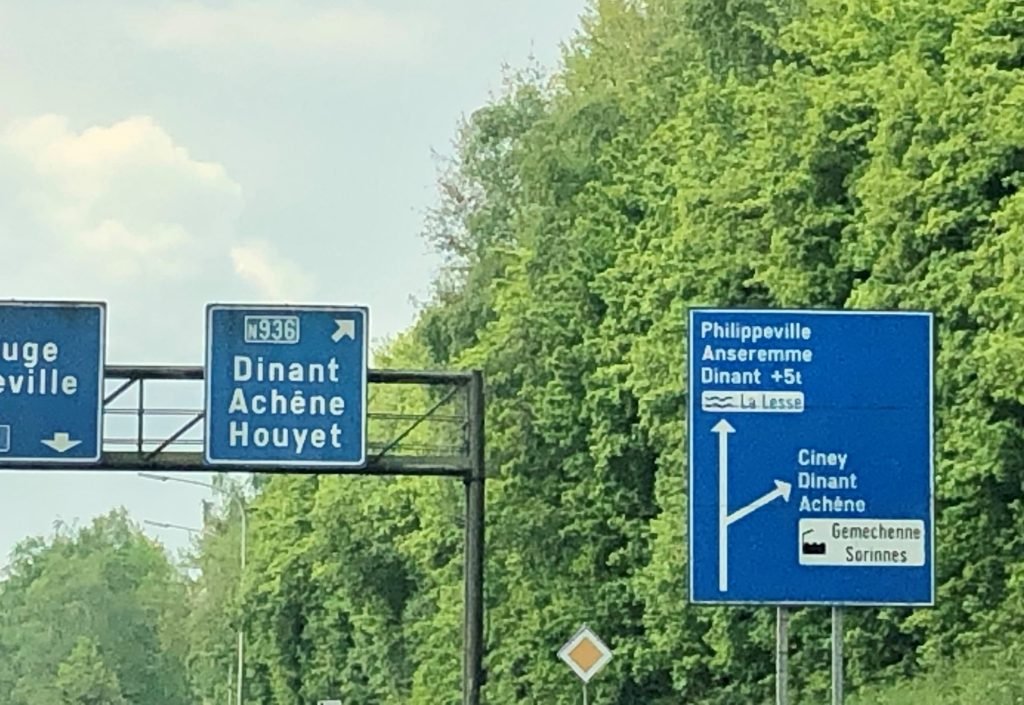 uge
eville
N936
Dinant
Achêne
Houyet
Philippeville
Anseremme
Dinant +5t
La Lesse
Ciney
Dinant
Achêne
Gemechenne
Sorinnes